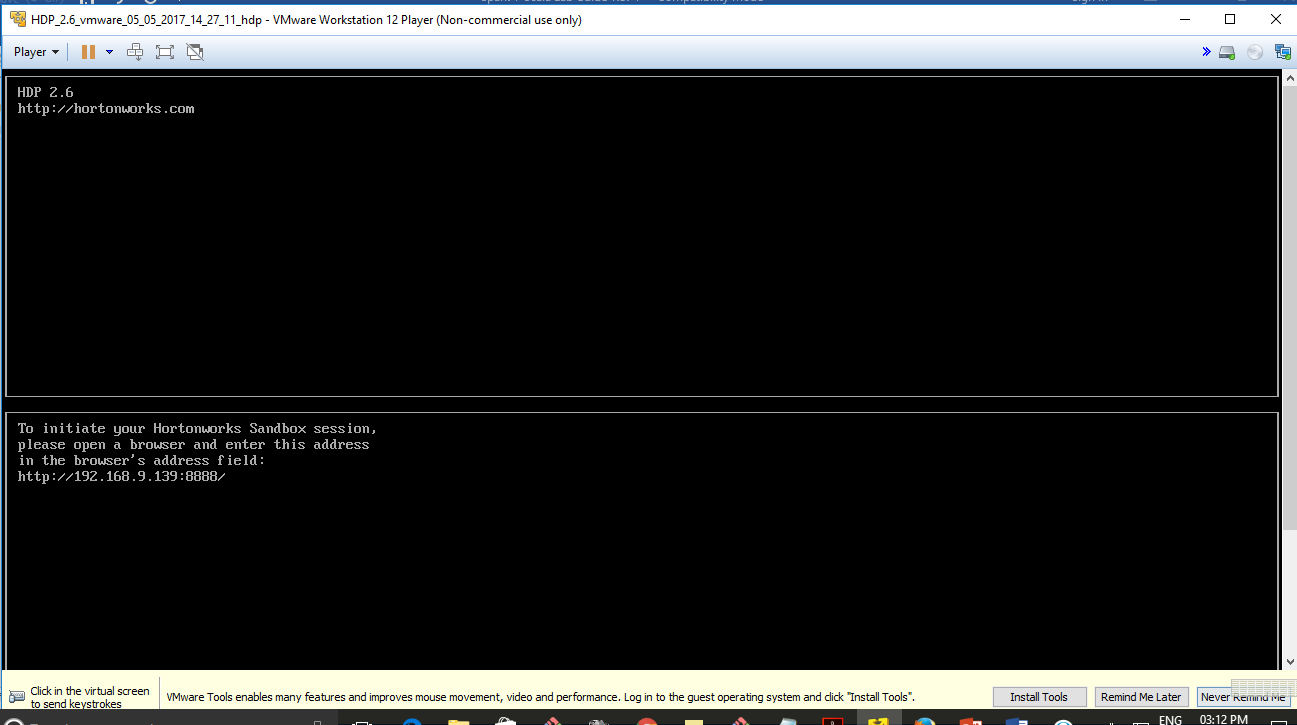 HDP_2.6_vmware_05_05_2017_14_27_11_hdp - VMware Workstation 12 Player (Non-commercial use only)
Player
HDP 2.6
http://hortonworks.com
To initiate your Hortonworks Sandbox session,
please open a browser and enter this address
in the browser's address field:
http://192.168.9.139:8888/
Click in the virtual screen
to send keystrokes
VMware Tools enables many features and improves mouse movement, video and performance. Log in to the guest operating system and click "Install Tools".
Install Tools
Remind Me Later
Never Remind Me
ENG
03:12 PM